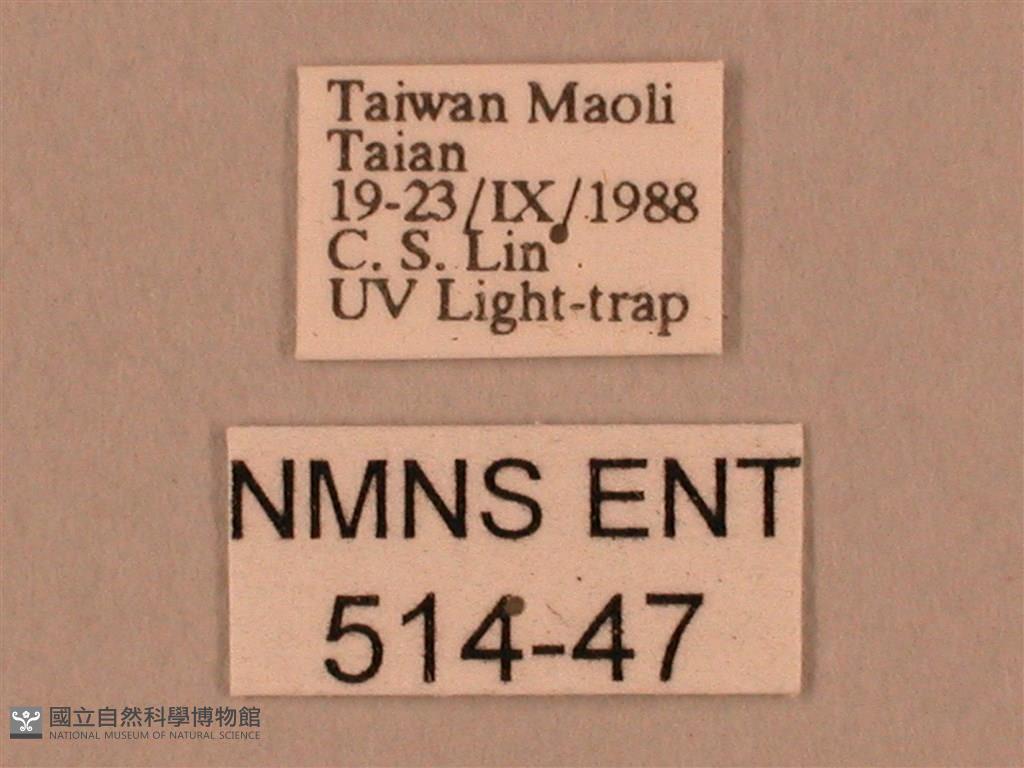 Taiwan Maoli
Taian
19-23/IX/1988
C. S. Lin
UV Light-trap
NMNS ENT
514-47
國立自然科學博物館
NATIONAL MUSEUM OF NATURAL SCIENCE